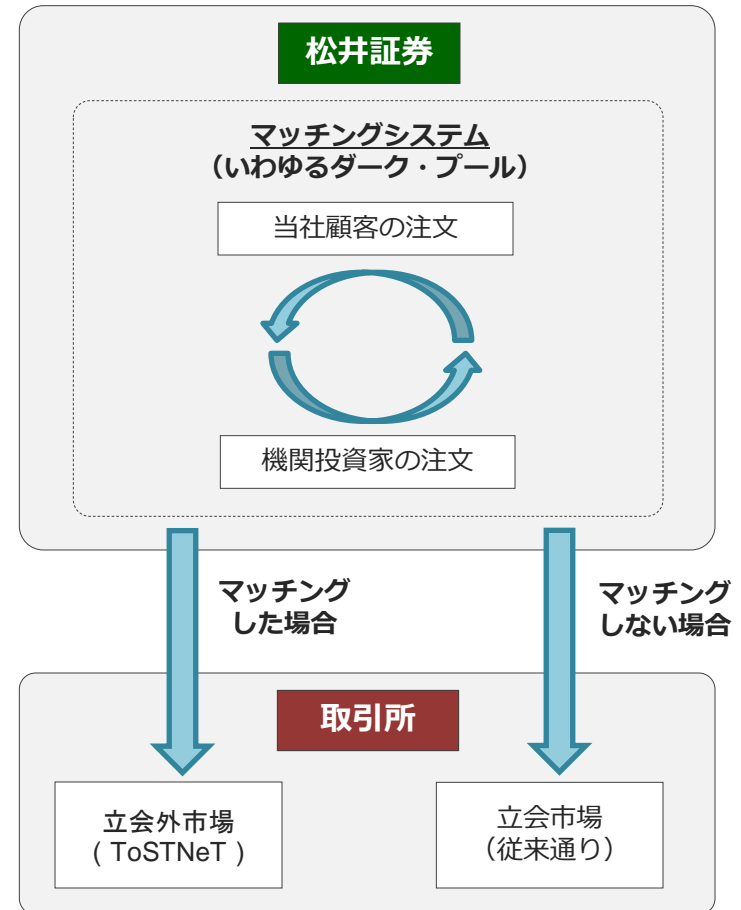 松井証券
マッチングシステム
（いわゆるダーク・プール）
当社顧客の注文
機関投資家の注文
マッチング
した場合
マッチング
しない場合
取引所
立会外市場
( ToSTNeT )
立会市場
（従来通り）